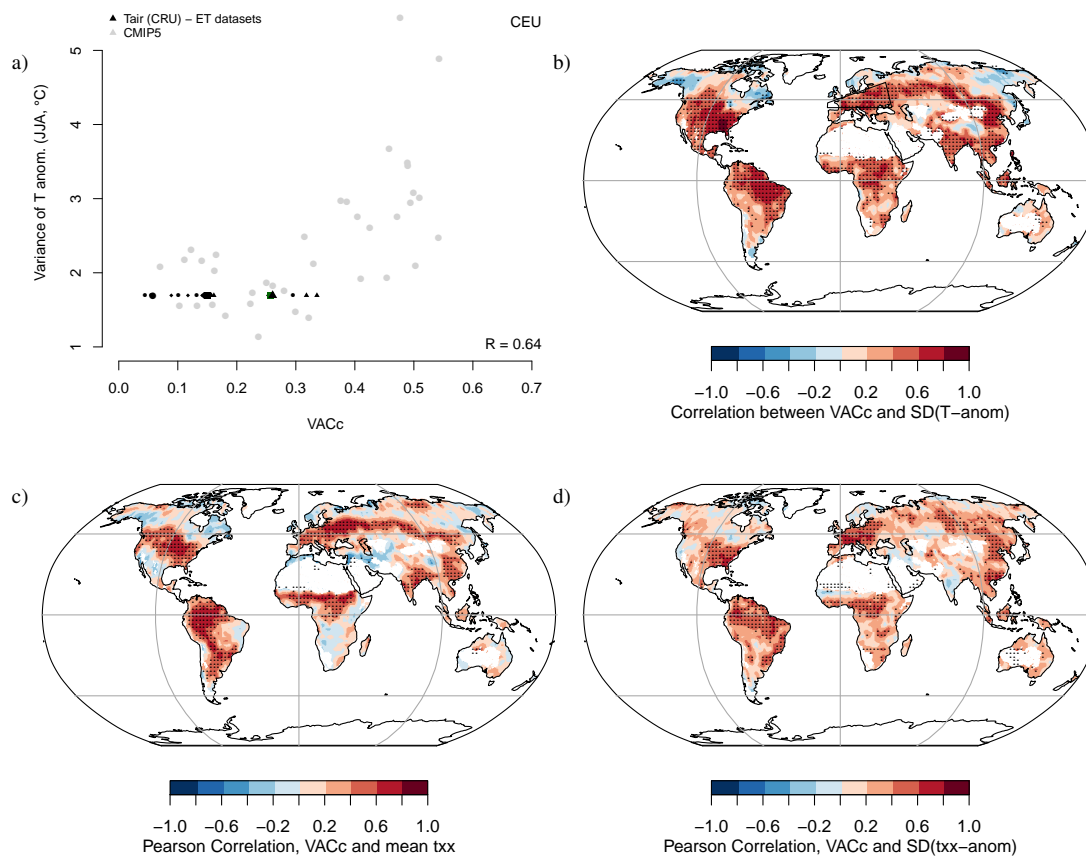 Tair (CRU) − ET datasets
CMIP5
CEU
a)
Variance of T anom. (JJA, °C)
5
4
3
2
1
R = 0.64
0.0 0.1 0.2 0.3 0.4 0.5 0.6 0.7
VACc
b)
−1.0 −0.6 −0.2 0.2 0.6 1.0
Correlation between VACc and SD(T−anom)
c)
−1.0 −0.6 −0.2 0.2 0.6 1.0
Pearson Correlation, VACc and mean txx
d)
−1.0 −0.6 −0.2 0.2 0.6 1.0
Pearson Correlation, VACc and SD(txx−anom)